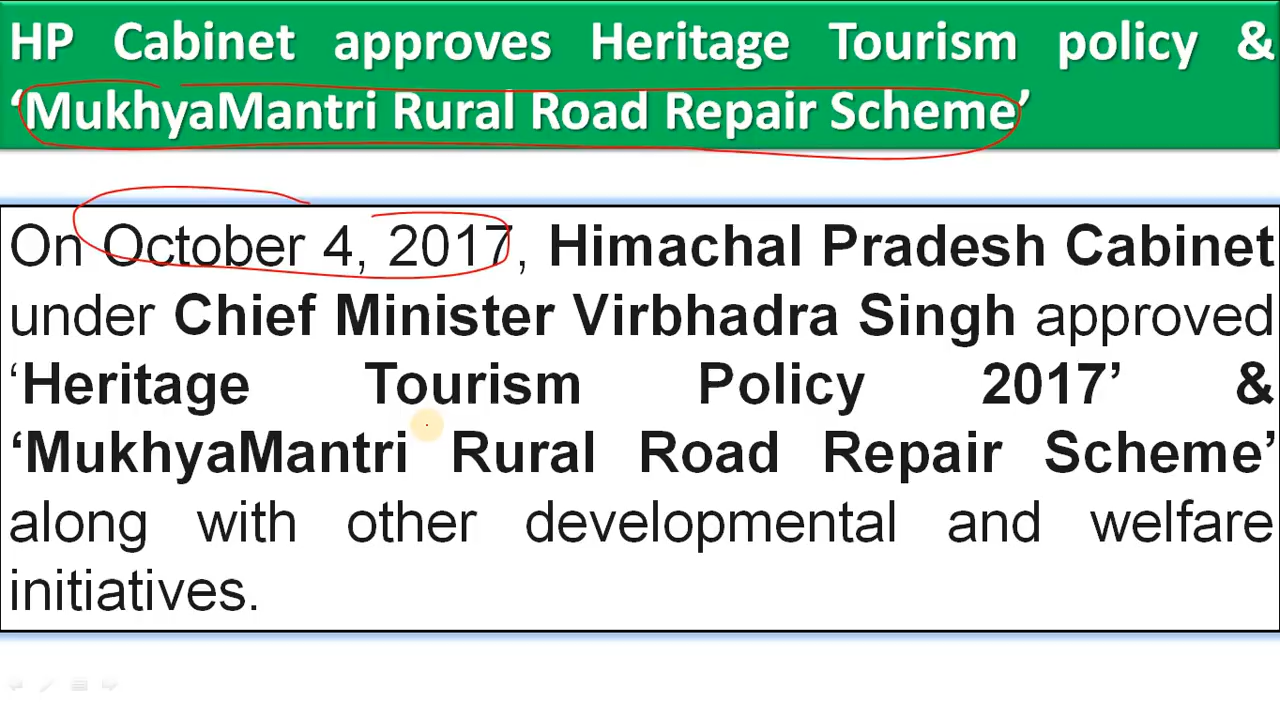 HP Cabinet approves Heritage Tourism policy &
‘MukhyaMantri Rural Road Repair Scheme’
On October 4, 2017, Himachal Pradesh Cabinet
under Chief Minister Virbhadra Singh approved
‘Heritage Tourism Policy 2017’ &
‘MukhyaMantri Rural Road Repair Scheme’
along with other developmental and welfare
initiatives.